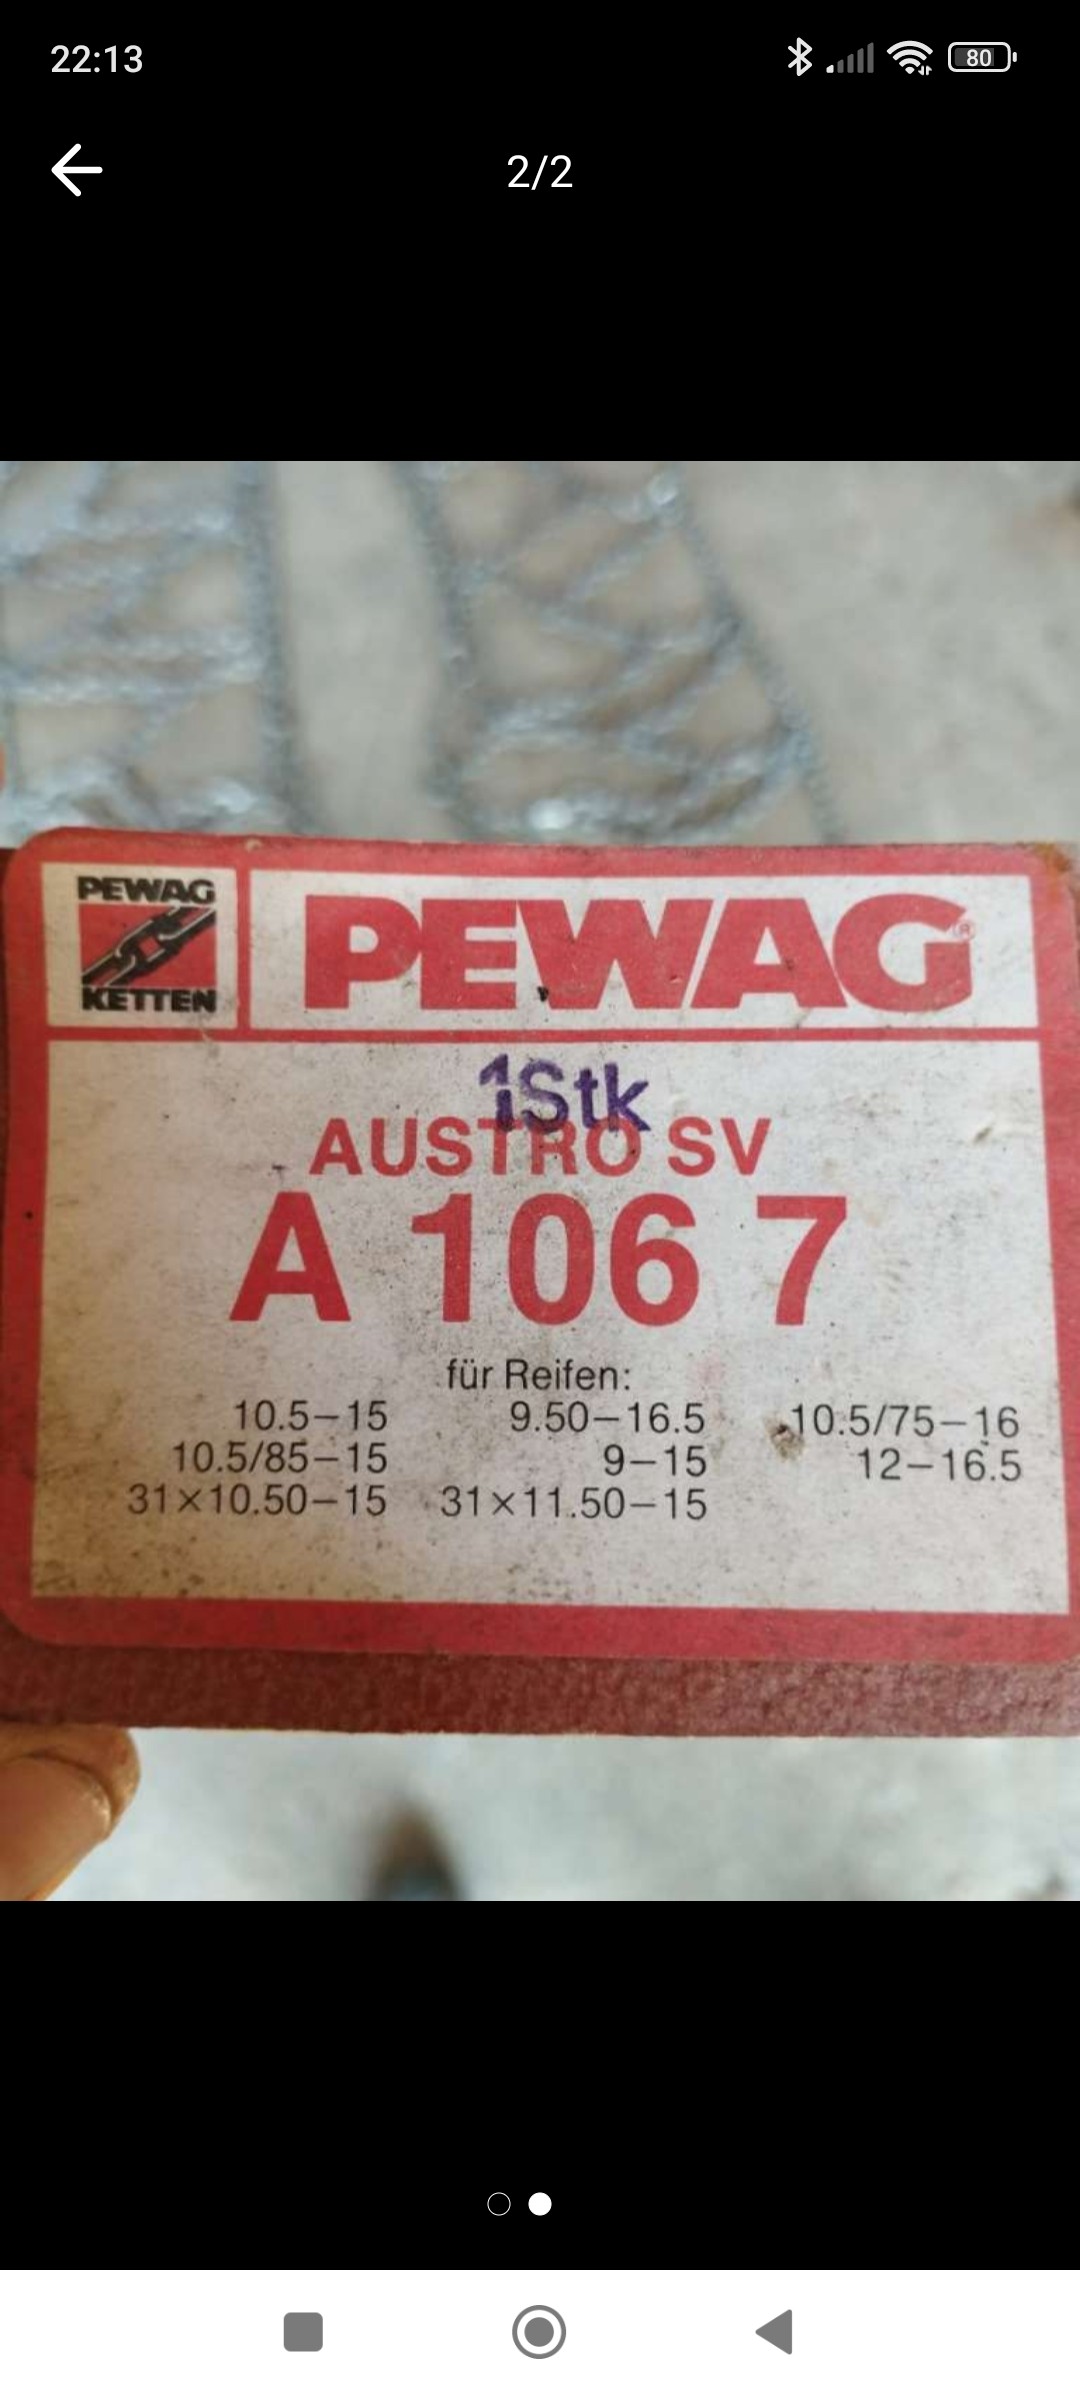 22:13
80
2/2
PEWAG
KETTEN
PEWAG®
1Stk
AUSTRO SV
A 106 7
für Reifen:
10.5–15 9.50–16.5 10.5/75–16
10.5/85–15 9–15 12–16.5
31×10.50–15 31×11.50–15